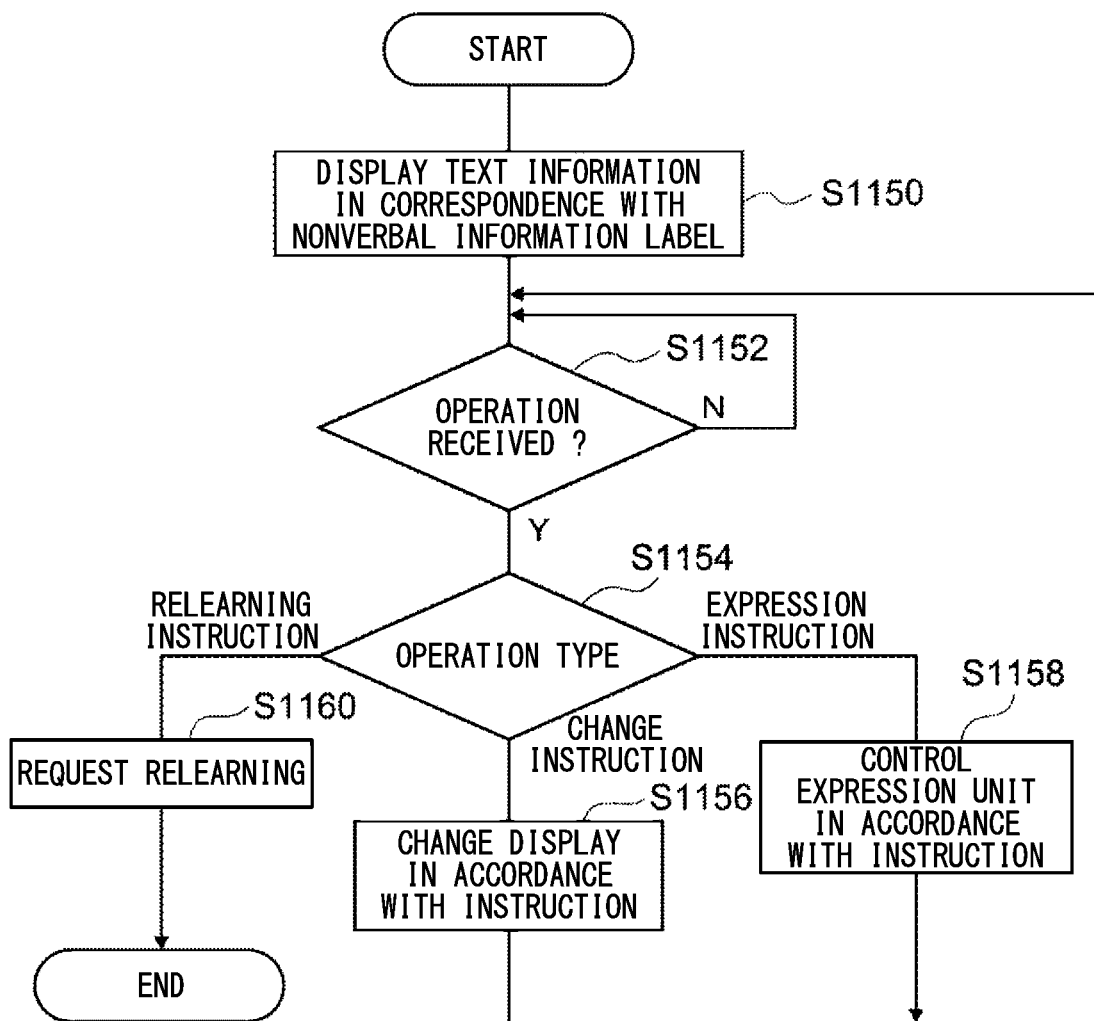 START
DISPLAY TEXT INFORMATION
IN CORRESPONDENCE WITH
NONVERBAL INFORMATION LABEL
S1150
S1152
OPERATION
RECEIVED ?
N
Y
S1154
RELEARNING
INSTRUCTION
OPERATION TYPE
EXPRESSION
INSTRUCTION
S1160
REQUEST RELEARNING
CHANGE
INSTRUCTION
S1156
CHANGE DISPLAY
IN ACCORDANCE
WITH INSTRUCTION
S1158
CONTROL
EXPRESSION UNIT
IN ACCORDANCE
WITH INSTRUCTION
END